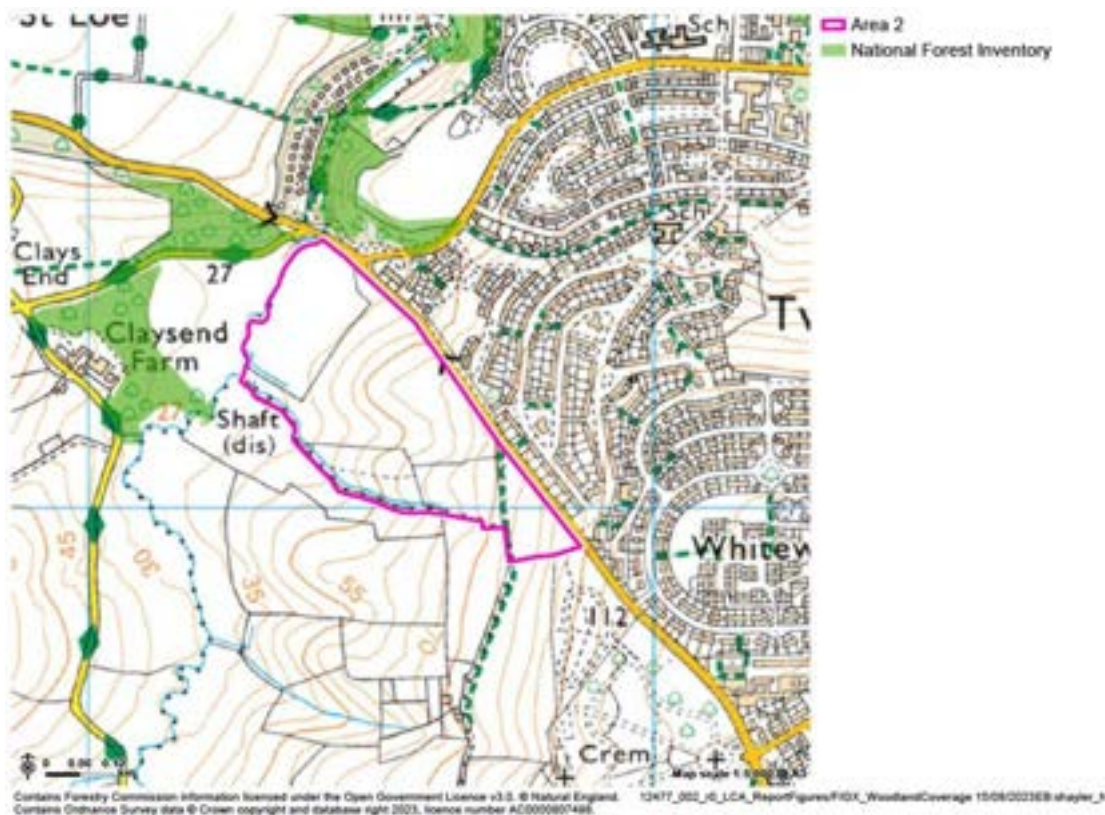 St Loe
Sch
Area 2
National Forest Inventory
Sch
Clays
End
27
Claysend
Farm
27
Shaft
(dis)
Whitew
45
30
35
55
70
112
Crem
Contains Forestry Commission information licensed under the Open Government Licence v3.0. © Natural England.
Contains Ordnance Survey data © Crown copyright and database right 2023, licence number